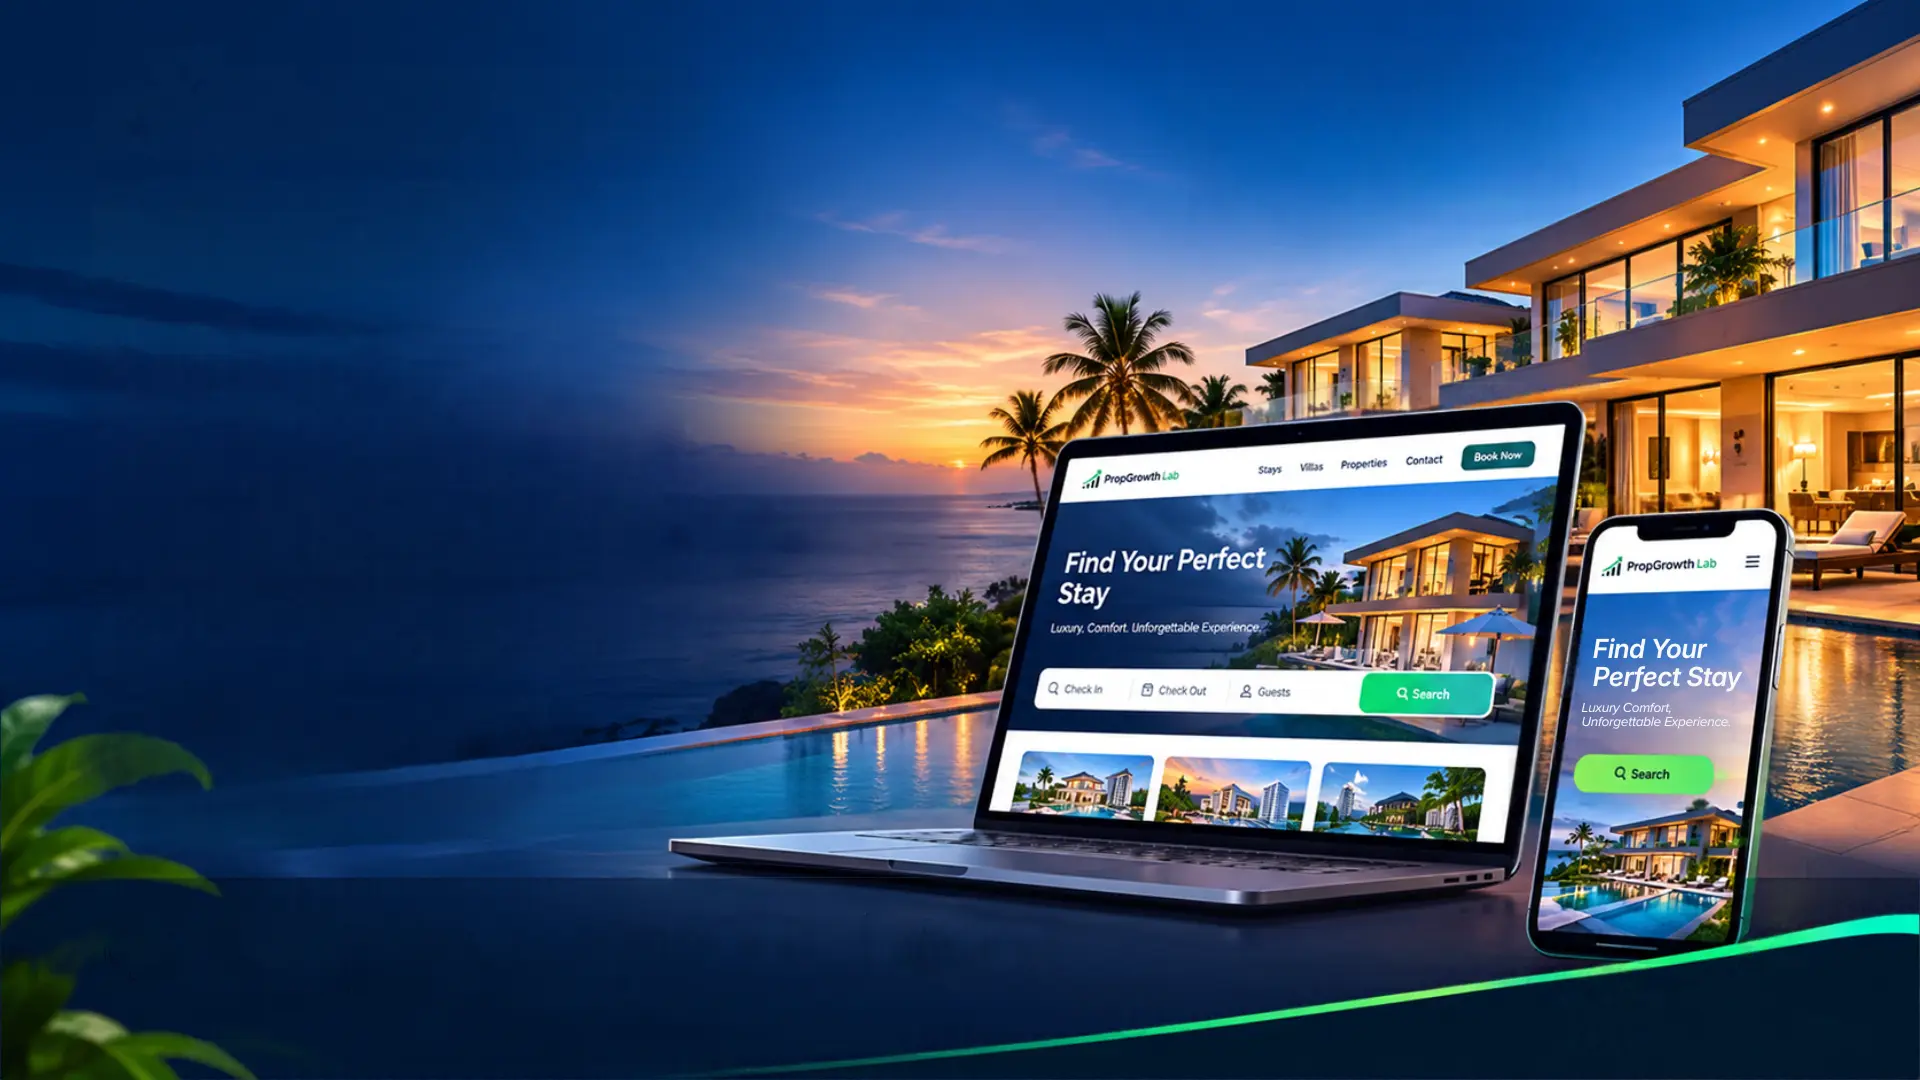 PropGrowth Lab
Stays Villas Properties Contact Book Now
Find Your Perfect
Stay
Luxury. Comfort. Unforgettable Experience.
Check In Check Out Guests Search
PropGrowth Lab
Find Your
Perfect Stay
Luxury Comfort,
Unforgettable Experience.
Search